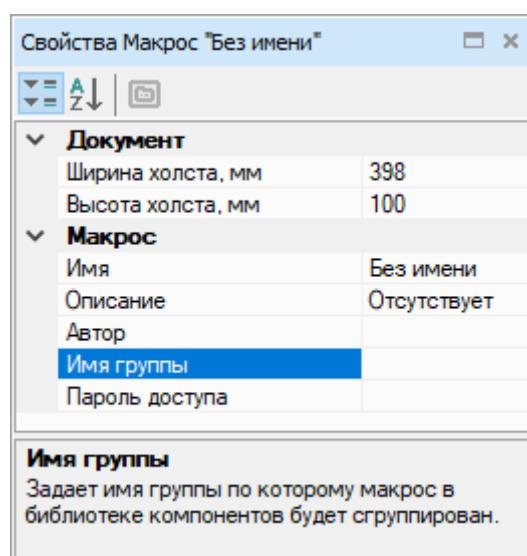 Свойства Макрос "Без имени"
Документ
Ширина холста, мм 398
Высота холста, мм 100
Макрос
Имя Без имени
Описание Отсутствует
Автор
Имя группы
Пароль доступа
Имя группы
Задает имя группы по которому макрос в
библиотеке компонентов будет сгруппирован.